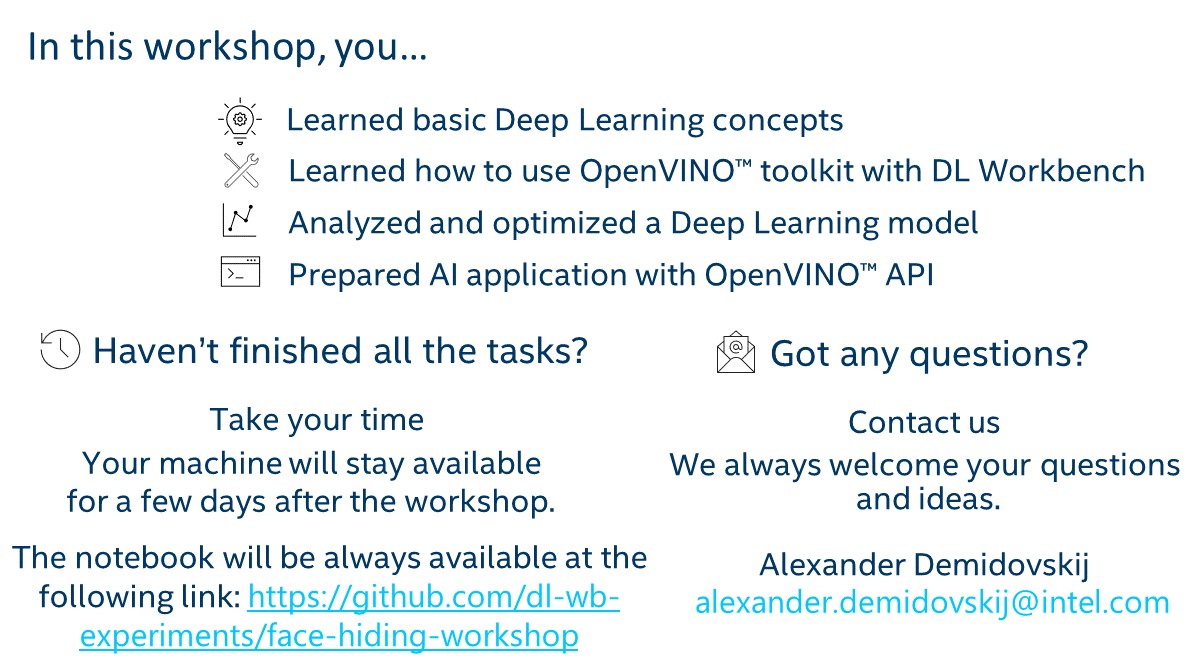 In this workshop, you…
Learned basic Deep Learning concepts
Learned how to use OpenVINO™ toolkit with DL Workbench
Analyzed and optimized a Deep Learning model
Prepared AI application with OpenVINO™ API
Haven’t finished all the tasks?
Take your time
Your machine will stay available
for a few days after the workshop.
The notebook will be always available at the
following link: https://github.com/dl-wb-
experiments/face-hiding-workshop
Got any questions?
Contact us
We always welcome your questions
and ideas.
Alexander Demidovskij
alexander.demidovskij@intel.com